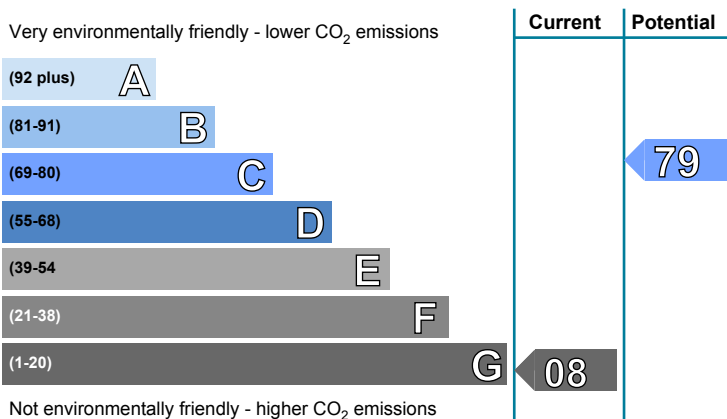 Very environmentally friendly - lower CO2 emissions
Current
Potential
(92 plus) A
(81-91) B
(69-80) C
79
(55-68) D
(39-54 E
(21-38) F
(1-20) G
08
Not environmentally friendly - higher CO2 emissions